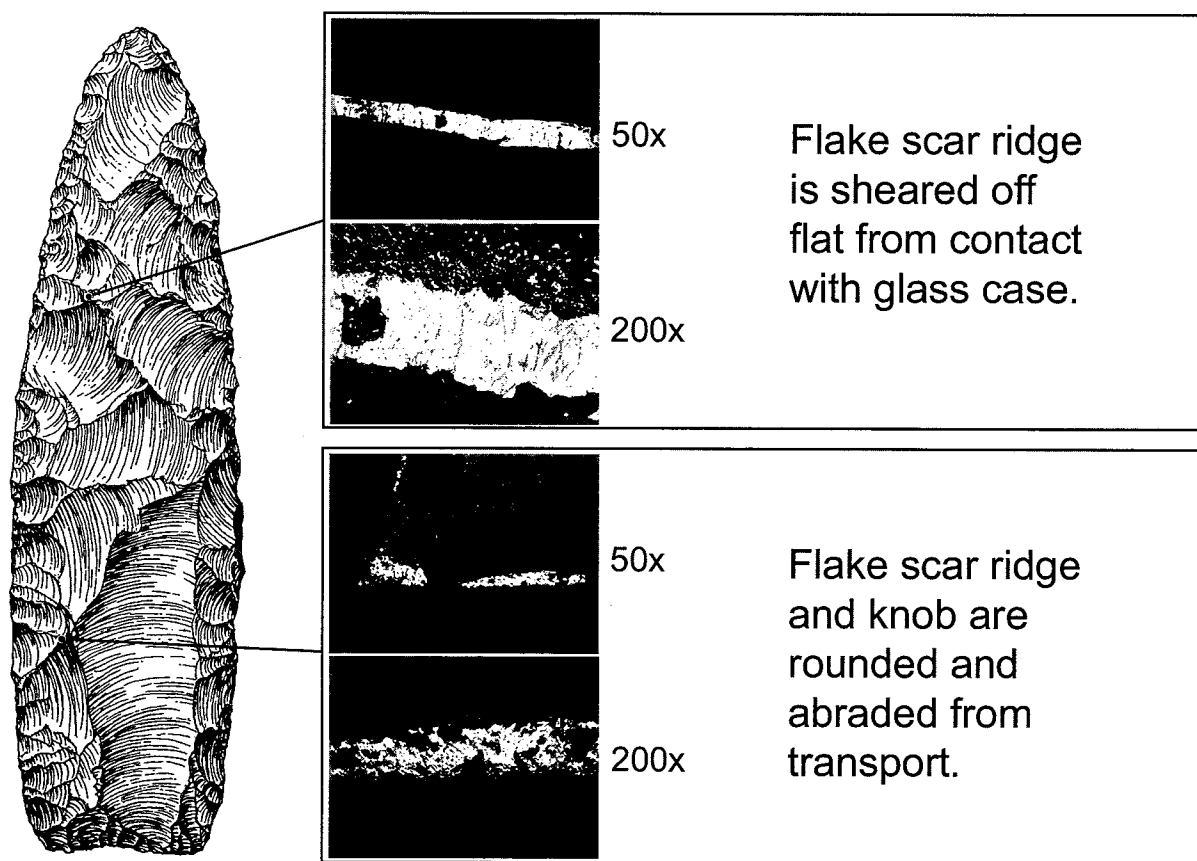 50x
200x
Flake scar ridge
is sheared off
flat from contact
with glass case.
50x
200x
Flake scar ridge
and knob are
rounded and
abraded from
transport.